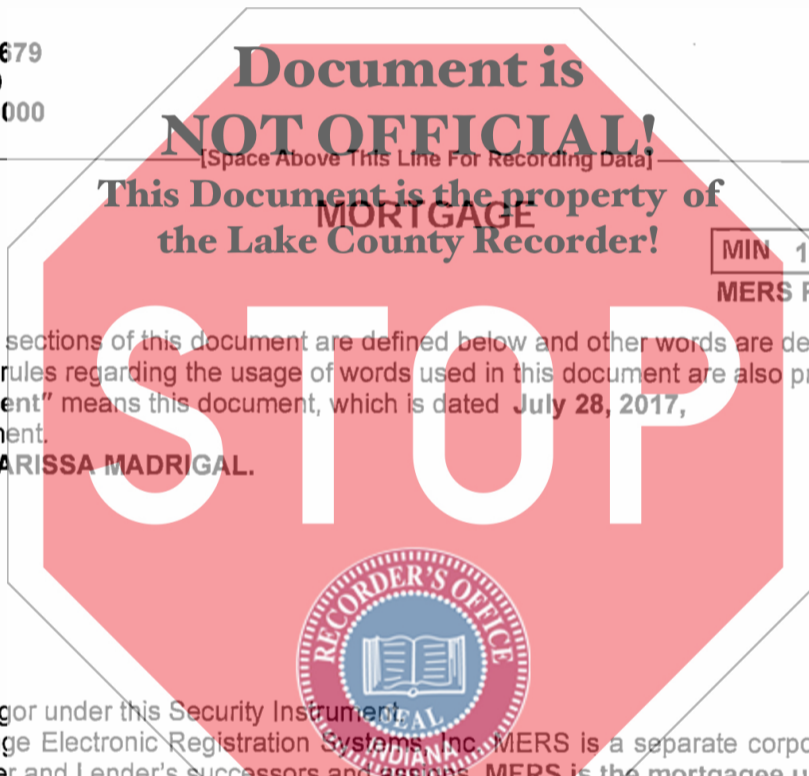 679
000
Document is
NOT OFFICIAL!
[Space Above This Line For Recording Data]
This Document is the property of
MORTGAGE
the Lake County Recorder!
MIN 1
MERS
STOP
sections of this document are defined below and other words are de
rules regarding the usage of words used in this document are also pr
ent" means this document, which is dated July 28, 2017,
ent.
ARISSA MADRIGAL.
RECORDER'S OFFICE
SEAL
INDIANA
gor under this Security Instrument.
ge Electronic Registration Systems, Inc. MERS is a separate corpo
er and Lender's successors and assigns. MERS is the mortgagee u